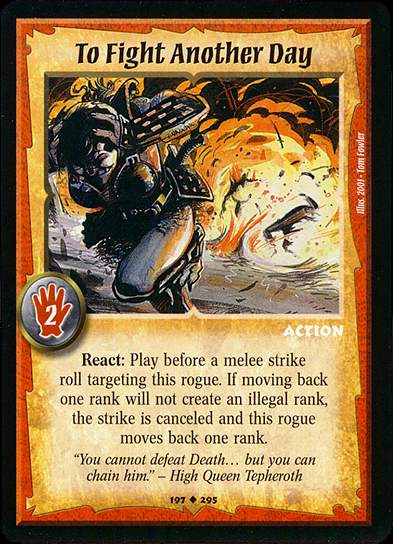 To Fight Another Day
Illus. 2001 • Tom Fowler
2
ACTION
React: Play before a melee strike
roll targeting this rogue. If moving back
one rank will not create an illegal rank,
the strike is canceled and this rogue
moves back one rank.
"You cannot defeat Death… but you can
chain him." – High Queen Tepheroth
197 ◆ 295